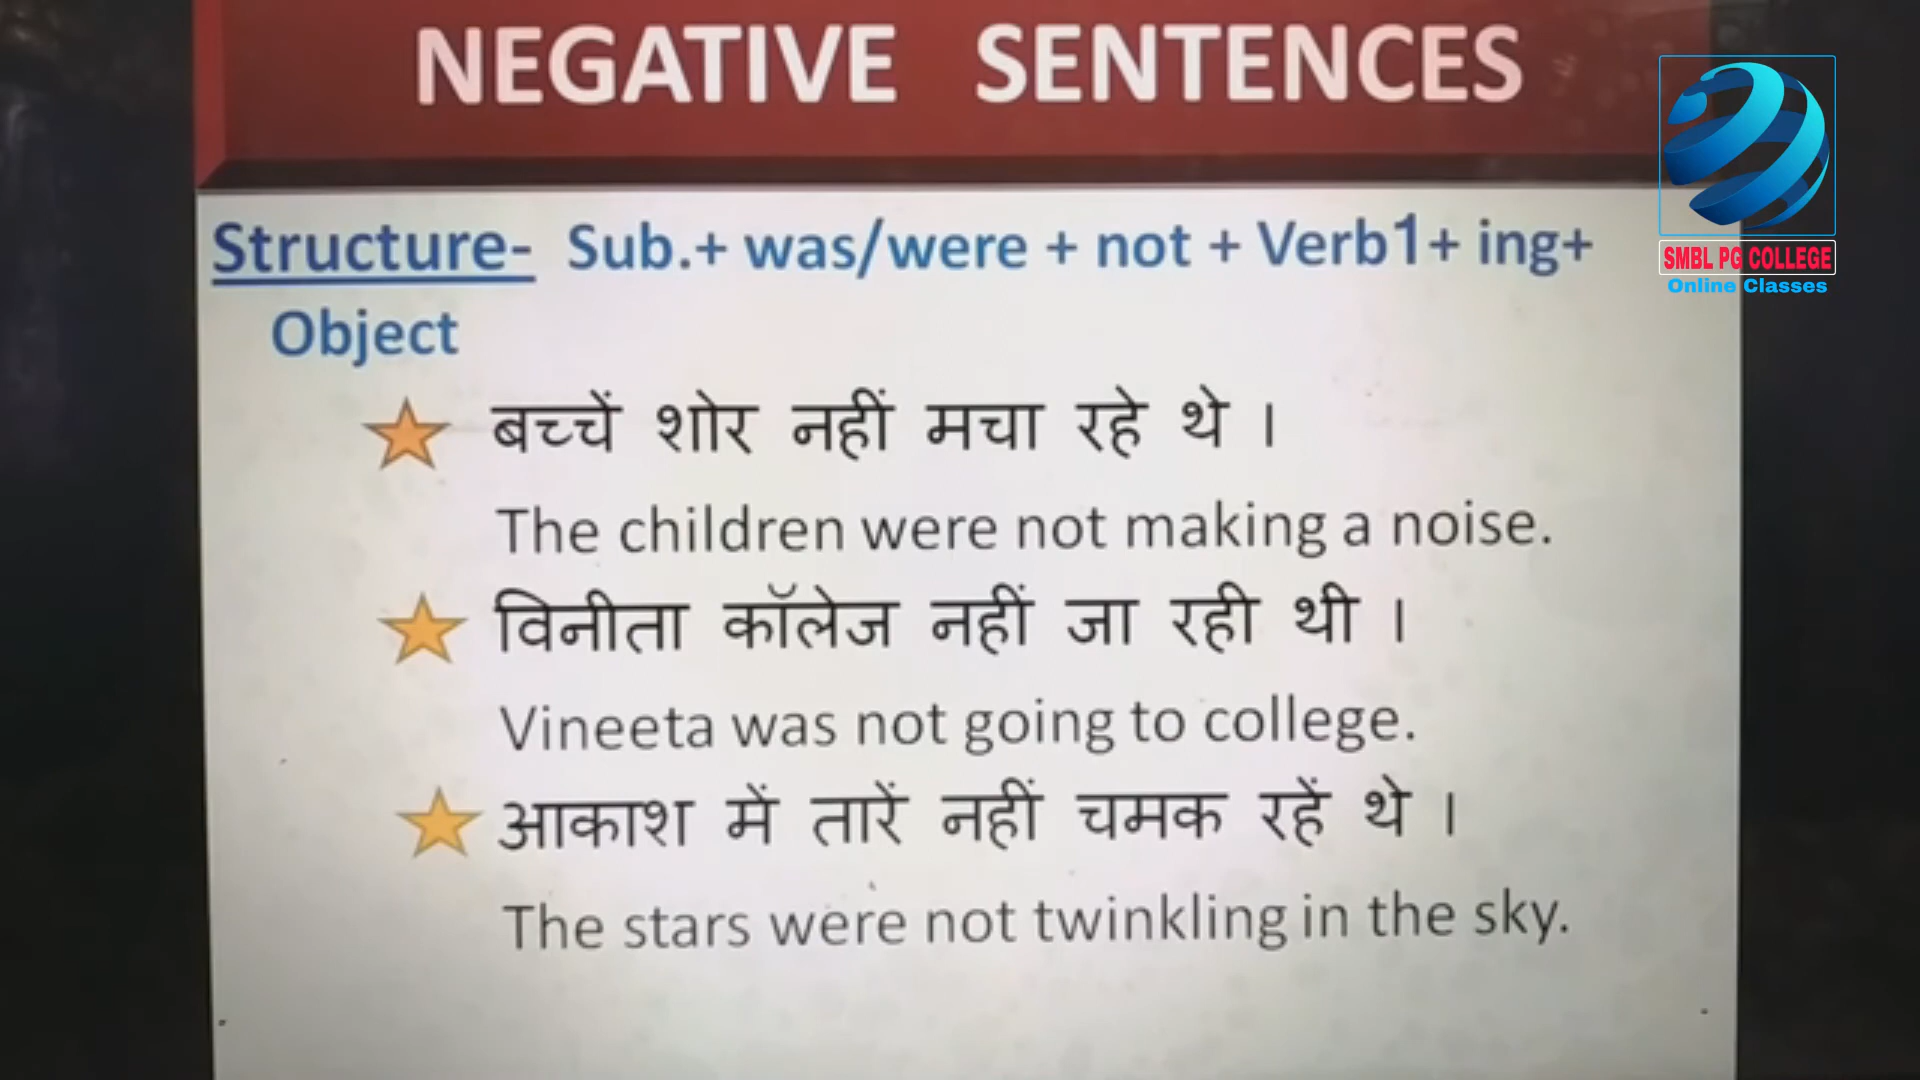 NEGATIVE SENTENCES
SMBL PG COLLEGE
Online Classes
Structure- Sub.+ was/were + not + Verb1+ ing+
Object
बच्चें शोर नहीं मचा रहे थे ।
The children were not making a noise.
विनीता कॉलेज नहीं जा रही थी ।
Vineeta was not going to college.
आकाश में तारें नहीं चमक रहें थे ।
The stars were not twinkling in the sky.